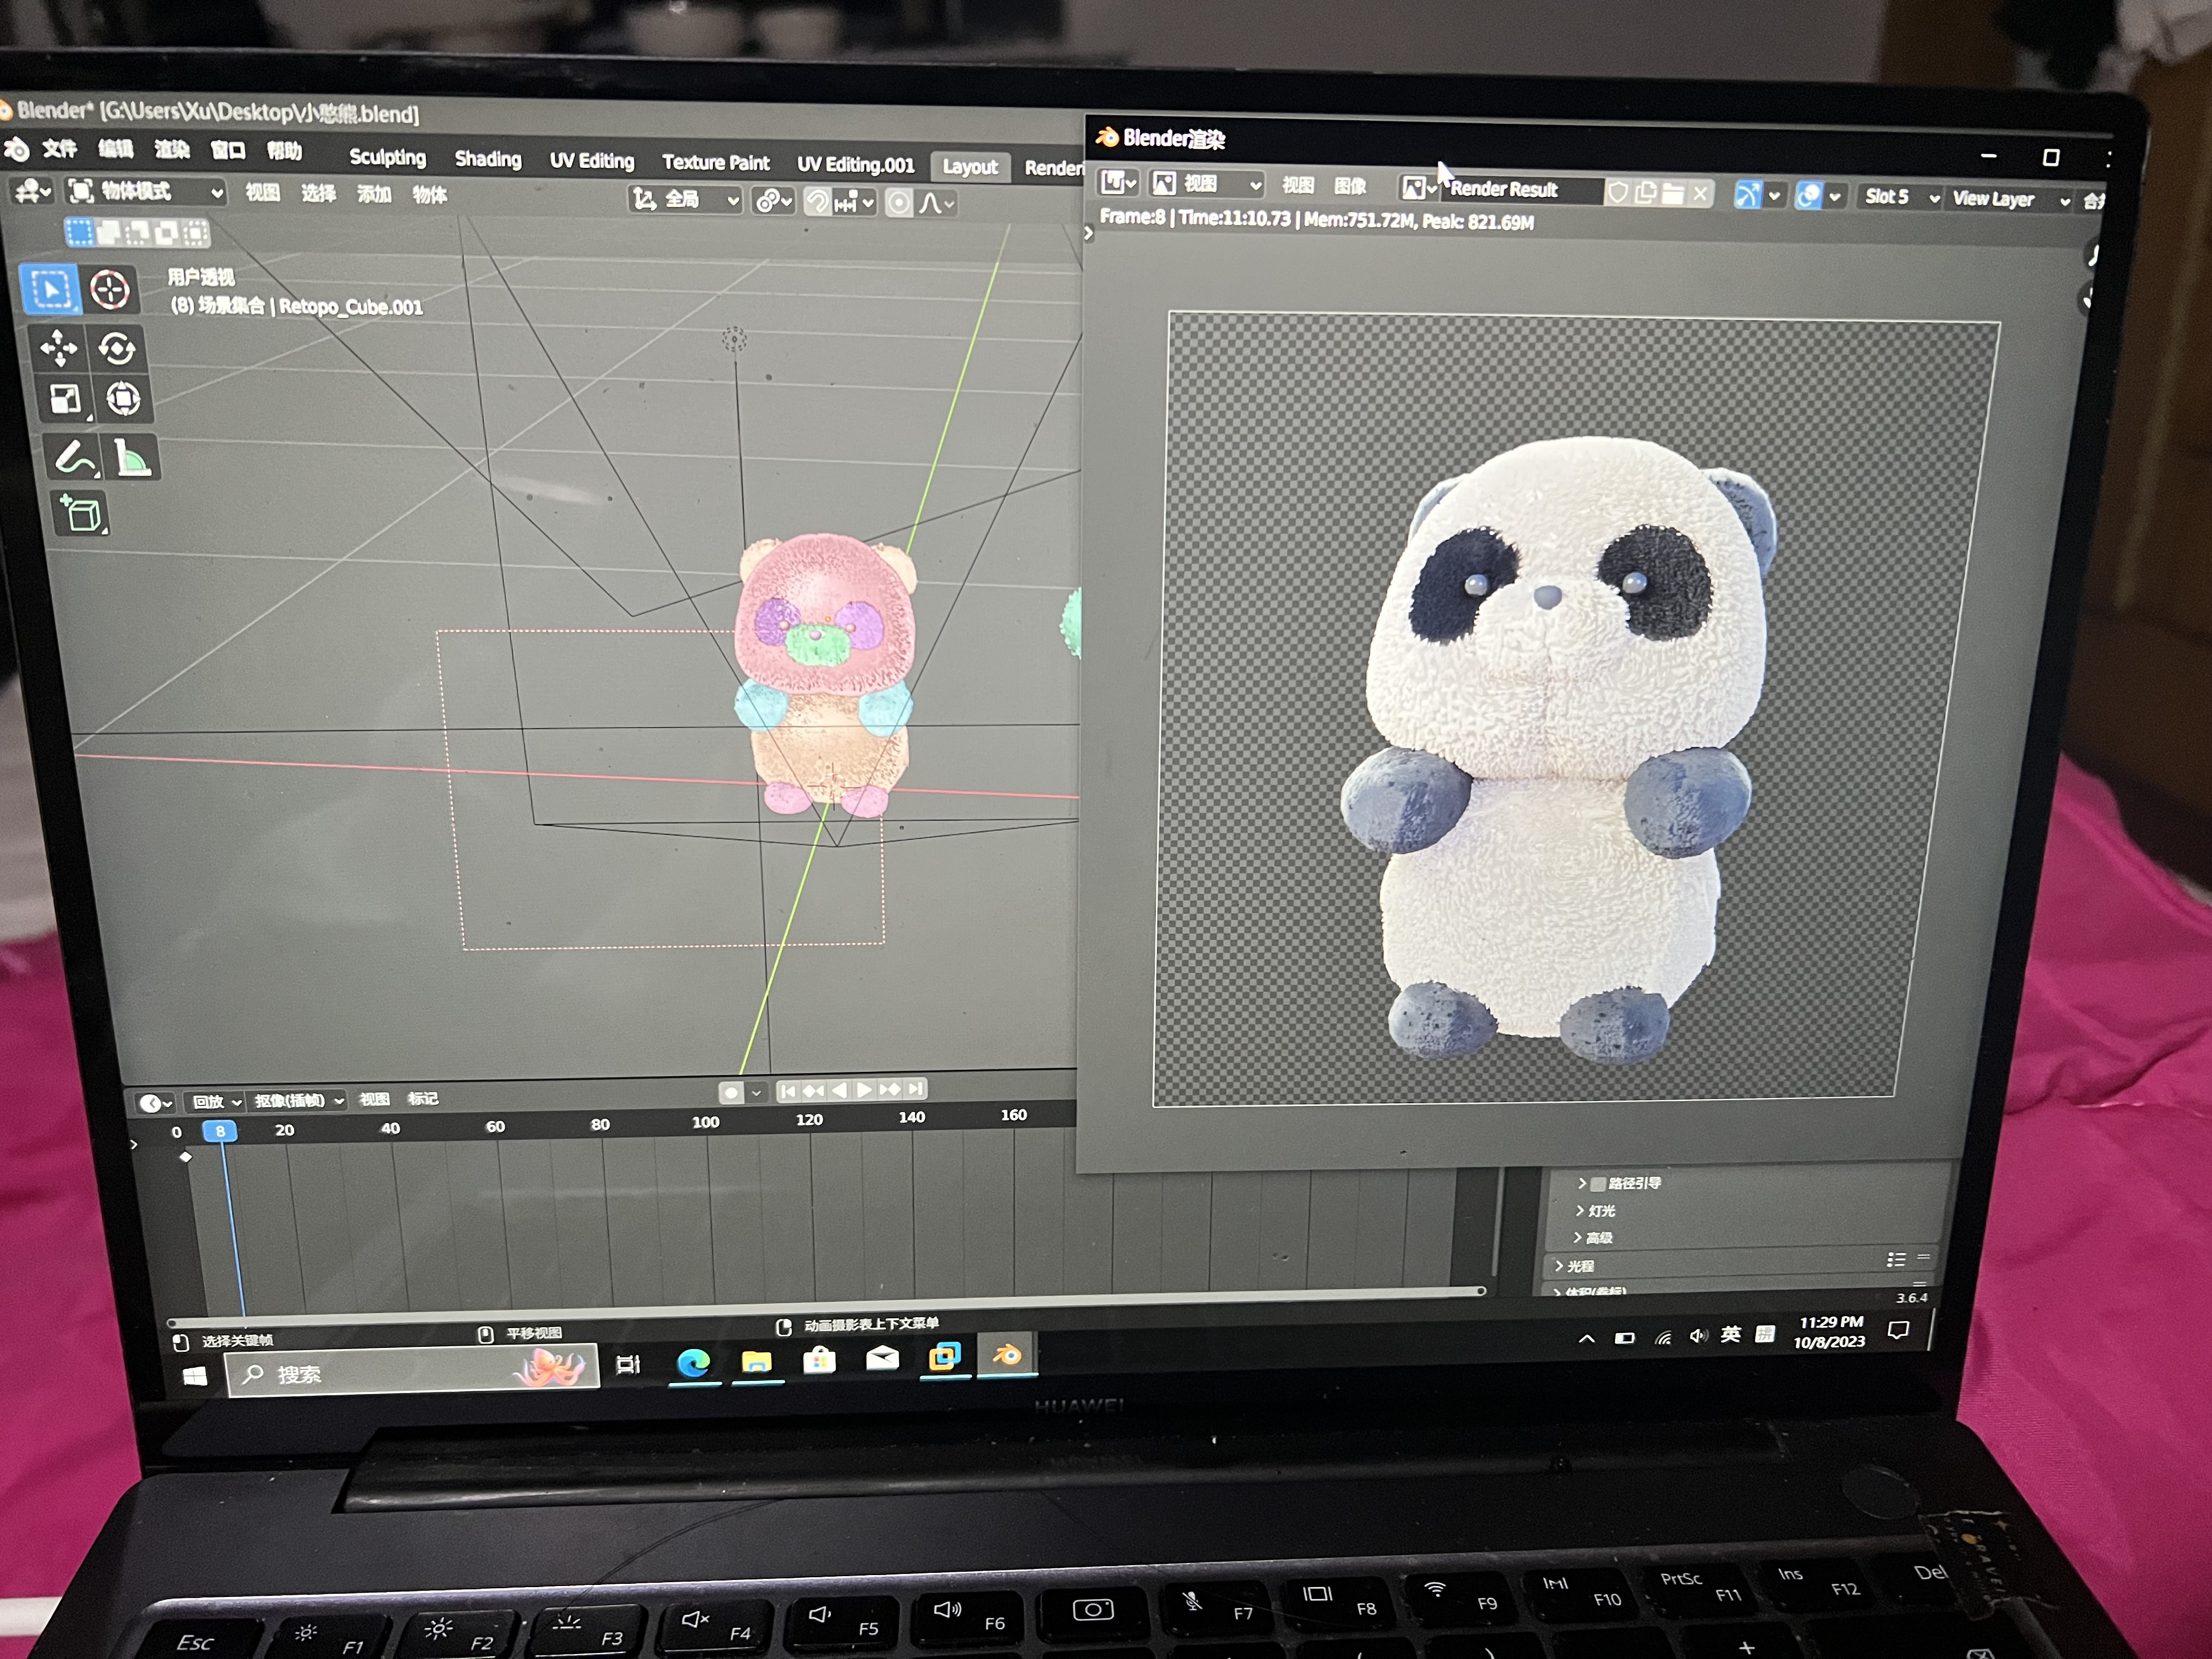 Blender* [G:\Users\Xu\Desktop\小憨熊.blend]
文件 编辑 渲染 窗口 帮助 Sculpting Shading UV Editing Texture Paint UV Editing.001 Layout Render
物体模式 视图 选择 添加 物体 全局
用户透视
(8) 场景集合 | Retopo_Cube.001
Blender渲染
视图 视图 图像 Render Result Slot 5 View Layer
Frame:8 | Time:11:10.73 | Mem:751.72M, Peak: 821.69M
回放 抠像(插帧) 视图 标记
0 8 20 40 60 80 100 120 140 160
路径引导
灯光
高级
光程
3.6.4
选择关键帧 平移视图 动画摄影表上下文菜单
搜索
英
11:29 PM
10/8/2023
HUAWEI
Esc F1 F2 F3 F4 F5 F6 F7 F8 F9 F10 PrtSc F11 Ins F12 Del
+